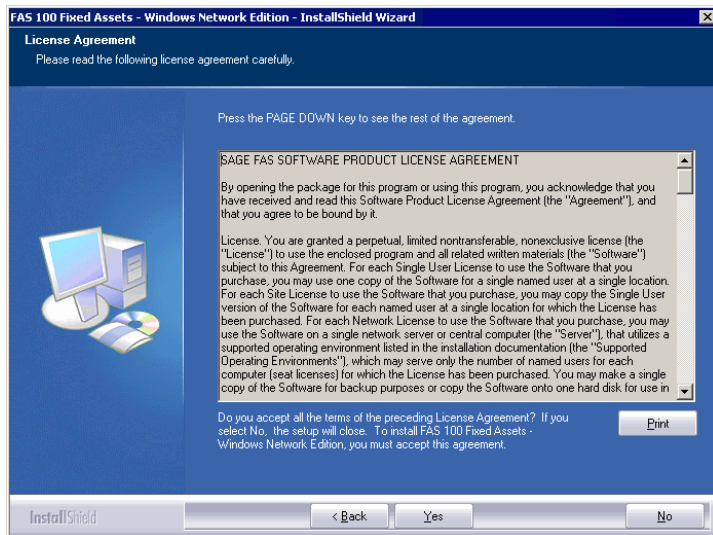 FAS 100 Fixed Assets - Windows Network Edition - InstallShield Wizard
License Agreement
Please read the following license agreement carefully.
Press the PAGE DOWN key to see the rest of the agreement.
SAGE FAS SOFTWARE PRODUCT LICENSE AGREEMENT
By opening the package for this program or using this program, you acknowledge that you
have received and read this Software Product License Agreement (the "Agreement"), and
that you agree to be bound by it.
License. You are granted a perpetual, limited nontransferable, nonexclusive license (the
"License") to use the enclosed program and all related written materials (the "Software")
subject to this Agreement. For each Single User License to use the Software that you
purchase, you may use one copy of the Software for a single named user at a single location.
For each Site License to use the Software that you purchase, you may copy the Single User
version of the Software for each named user at a single location for which the License has
been purchased. For each Network License to use the Software that you purchase, you may
use the Software on a single network server or central computer (the "Server"), that utilizes a
supported operating environment listed in the installation documentation (the "Supported
Operating Environments"), which may serve only the number of named users for each
computer (seat licenses) for which the License has been purchased. You may make a single
copy of the Software for backup purposes or copy the Software onto one hard disk for use in
Do you accept all the terms of the preceding License Agreement? If you
select No, the setup will close. To install FAS 100 Fixed Assets -
Windows Network Edition, you must accept this agreement.
Print
InstallShield
< Back
Yes
No